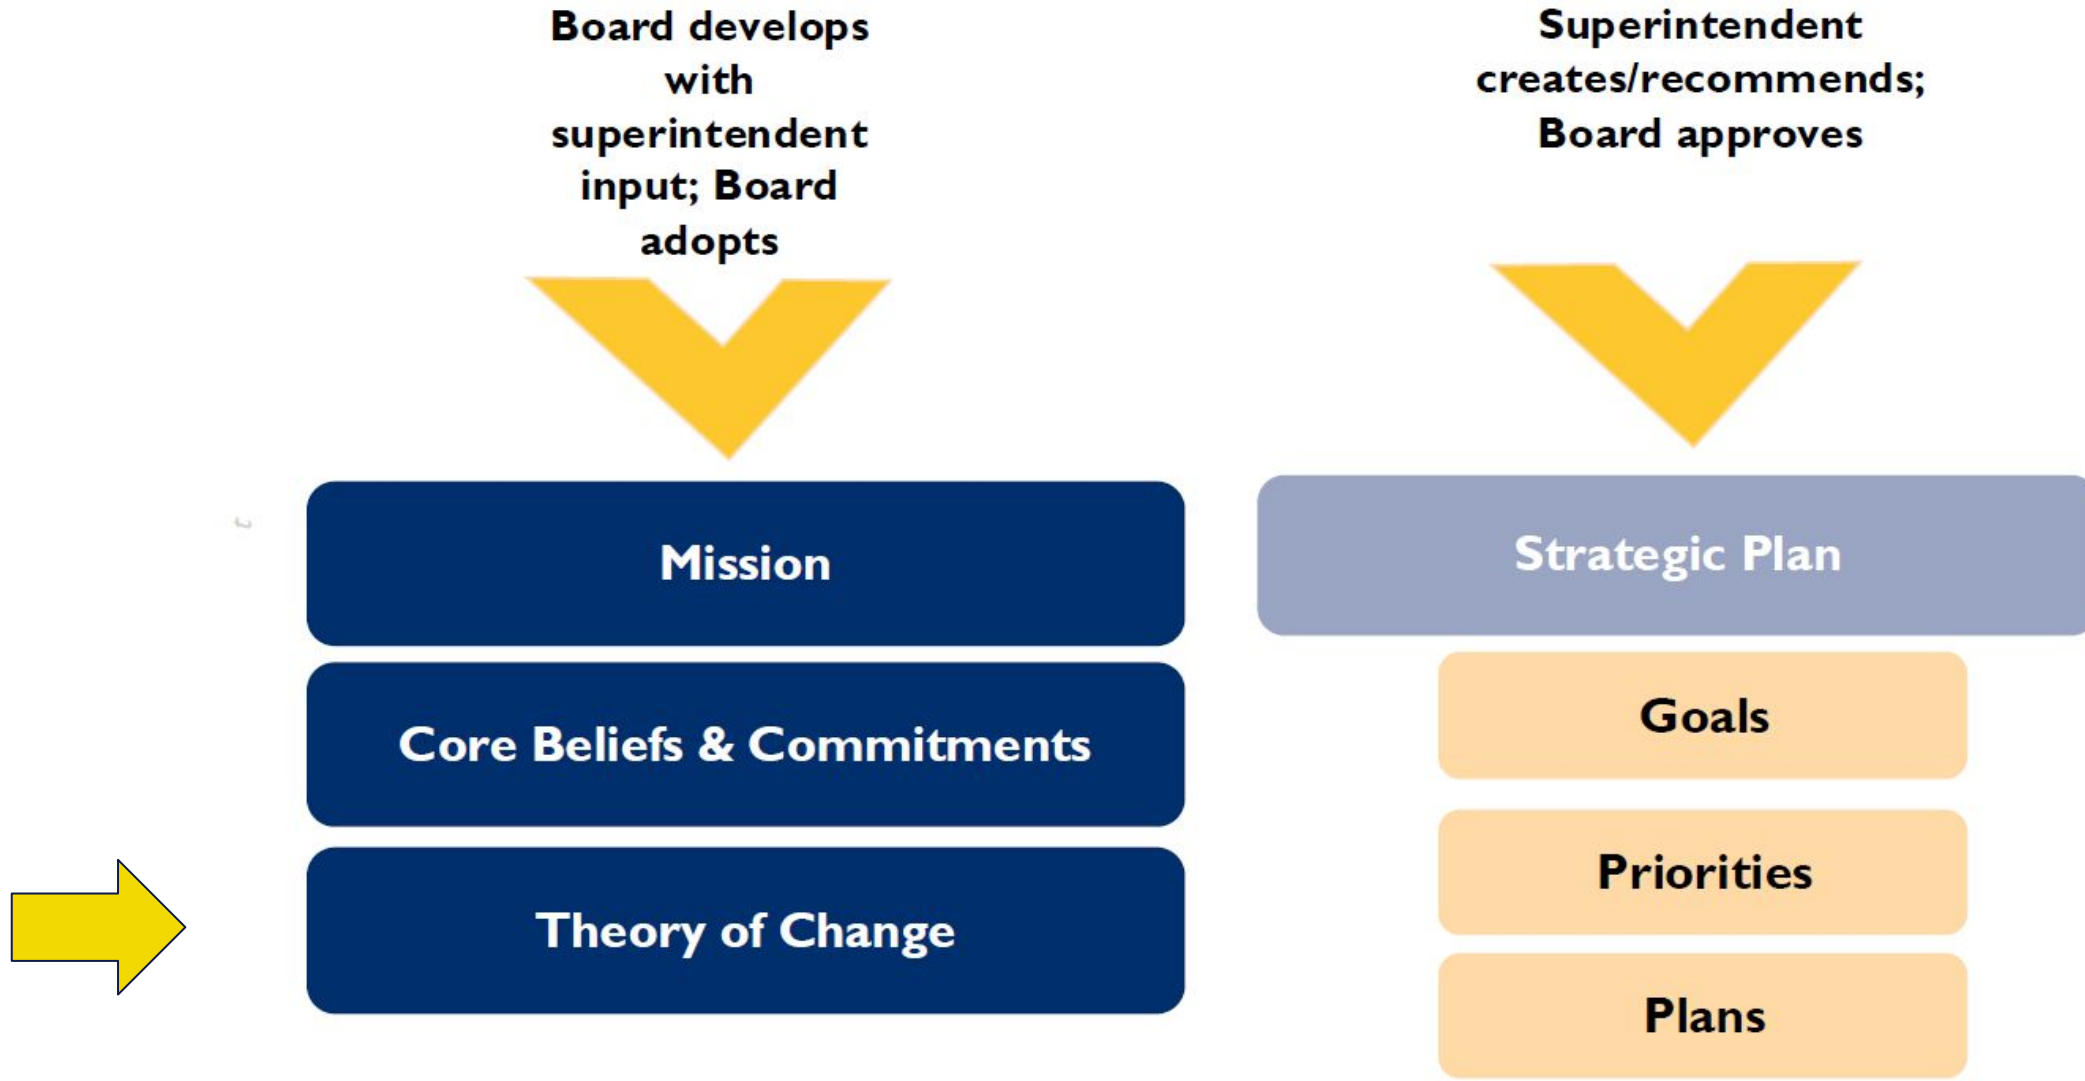 Board develops
with
superintendent
input; Board
adopts
Mission
Core Beliefs & Commitments
Theory of Change
Superintendent
creates/recommends;
Board approves
Strategic Plan
Goals
Priorities
Plans